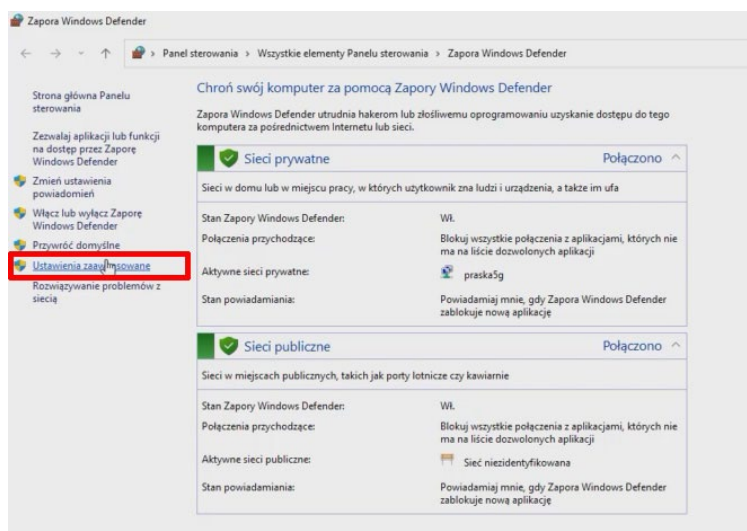 Zapora Windows Defender
Panel sterowania > Wszystkie elementy Panelu sterowania > Zapora Windows Defender
Strona główna Panelu
sterowania
Zezwalaj aplikacji lub funkcji
na dostęp przez Zaporę
Windows Defender
Zmień ustawienia
powiadomień
Włącz lub wyłącz Zaporę
Windows Defender
Przywróć domyślne
Ustawienia zaawansowane
Rozwiązywanie problemów z
siecią
Chroń swój komputer za pomocą Zapory Windows Defender
Zapora Windows Defender utrudnia hakerom lub złośliwemu oprogramowaniu uzyskanie dostępu do tego
komputera za pośrednictwem Internetu lub sieci.
Sieci prywatne Połączono
Sieci w domu lub w miejscu pracy, w których użytkownik zna ludzi i urządzenia, a także im ufa
Stan Zapory Windows Defender: Wł.
Połączenia przychodzące: Blokuj wszystkie połączenia z aplikacjami, których nie
ma na liście dozwolonych aplikacji
Aktywne sieci prywatne: praska5g
Stan powiadamiania: Powiadamiaj mnie, gdy Zapora Windows Defender
zablokuje nową aplikację
Sieci publiczne Połączono
Sieci w miejscach publicznych, takich jak porty lotnicze czy kawiarnie
Stan Zapory Windows Defender: Wł.
Połączenia przychodzące: Blokuj wszystkie połączenia z aplikacjami, których nie
ma na liście dozwolonych aplikacji
Aktywne sieci publiczne: Sieć niezidentyfikowana
Stan powiadamiania: Powiadamiaj mnie, gdy Zapora Windows Defender
zablokuje nową aplikację